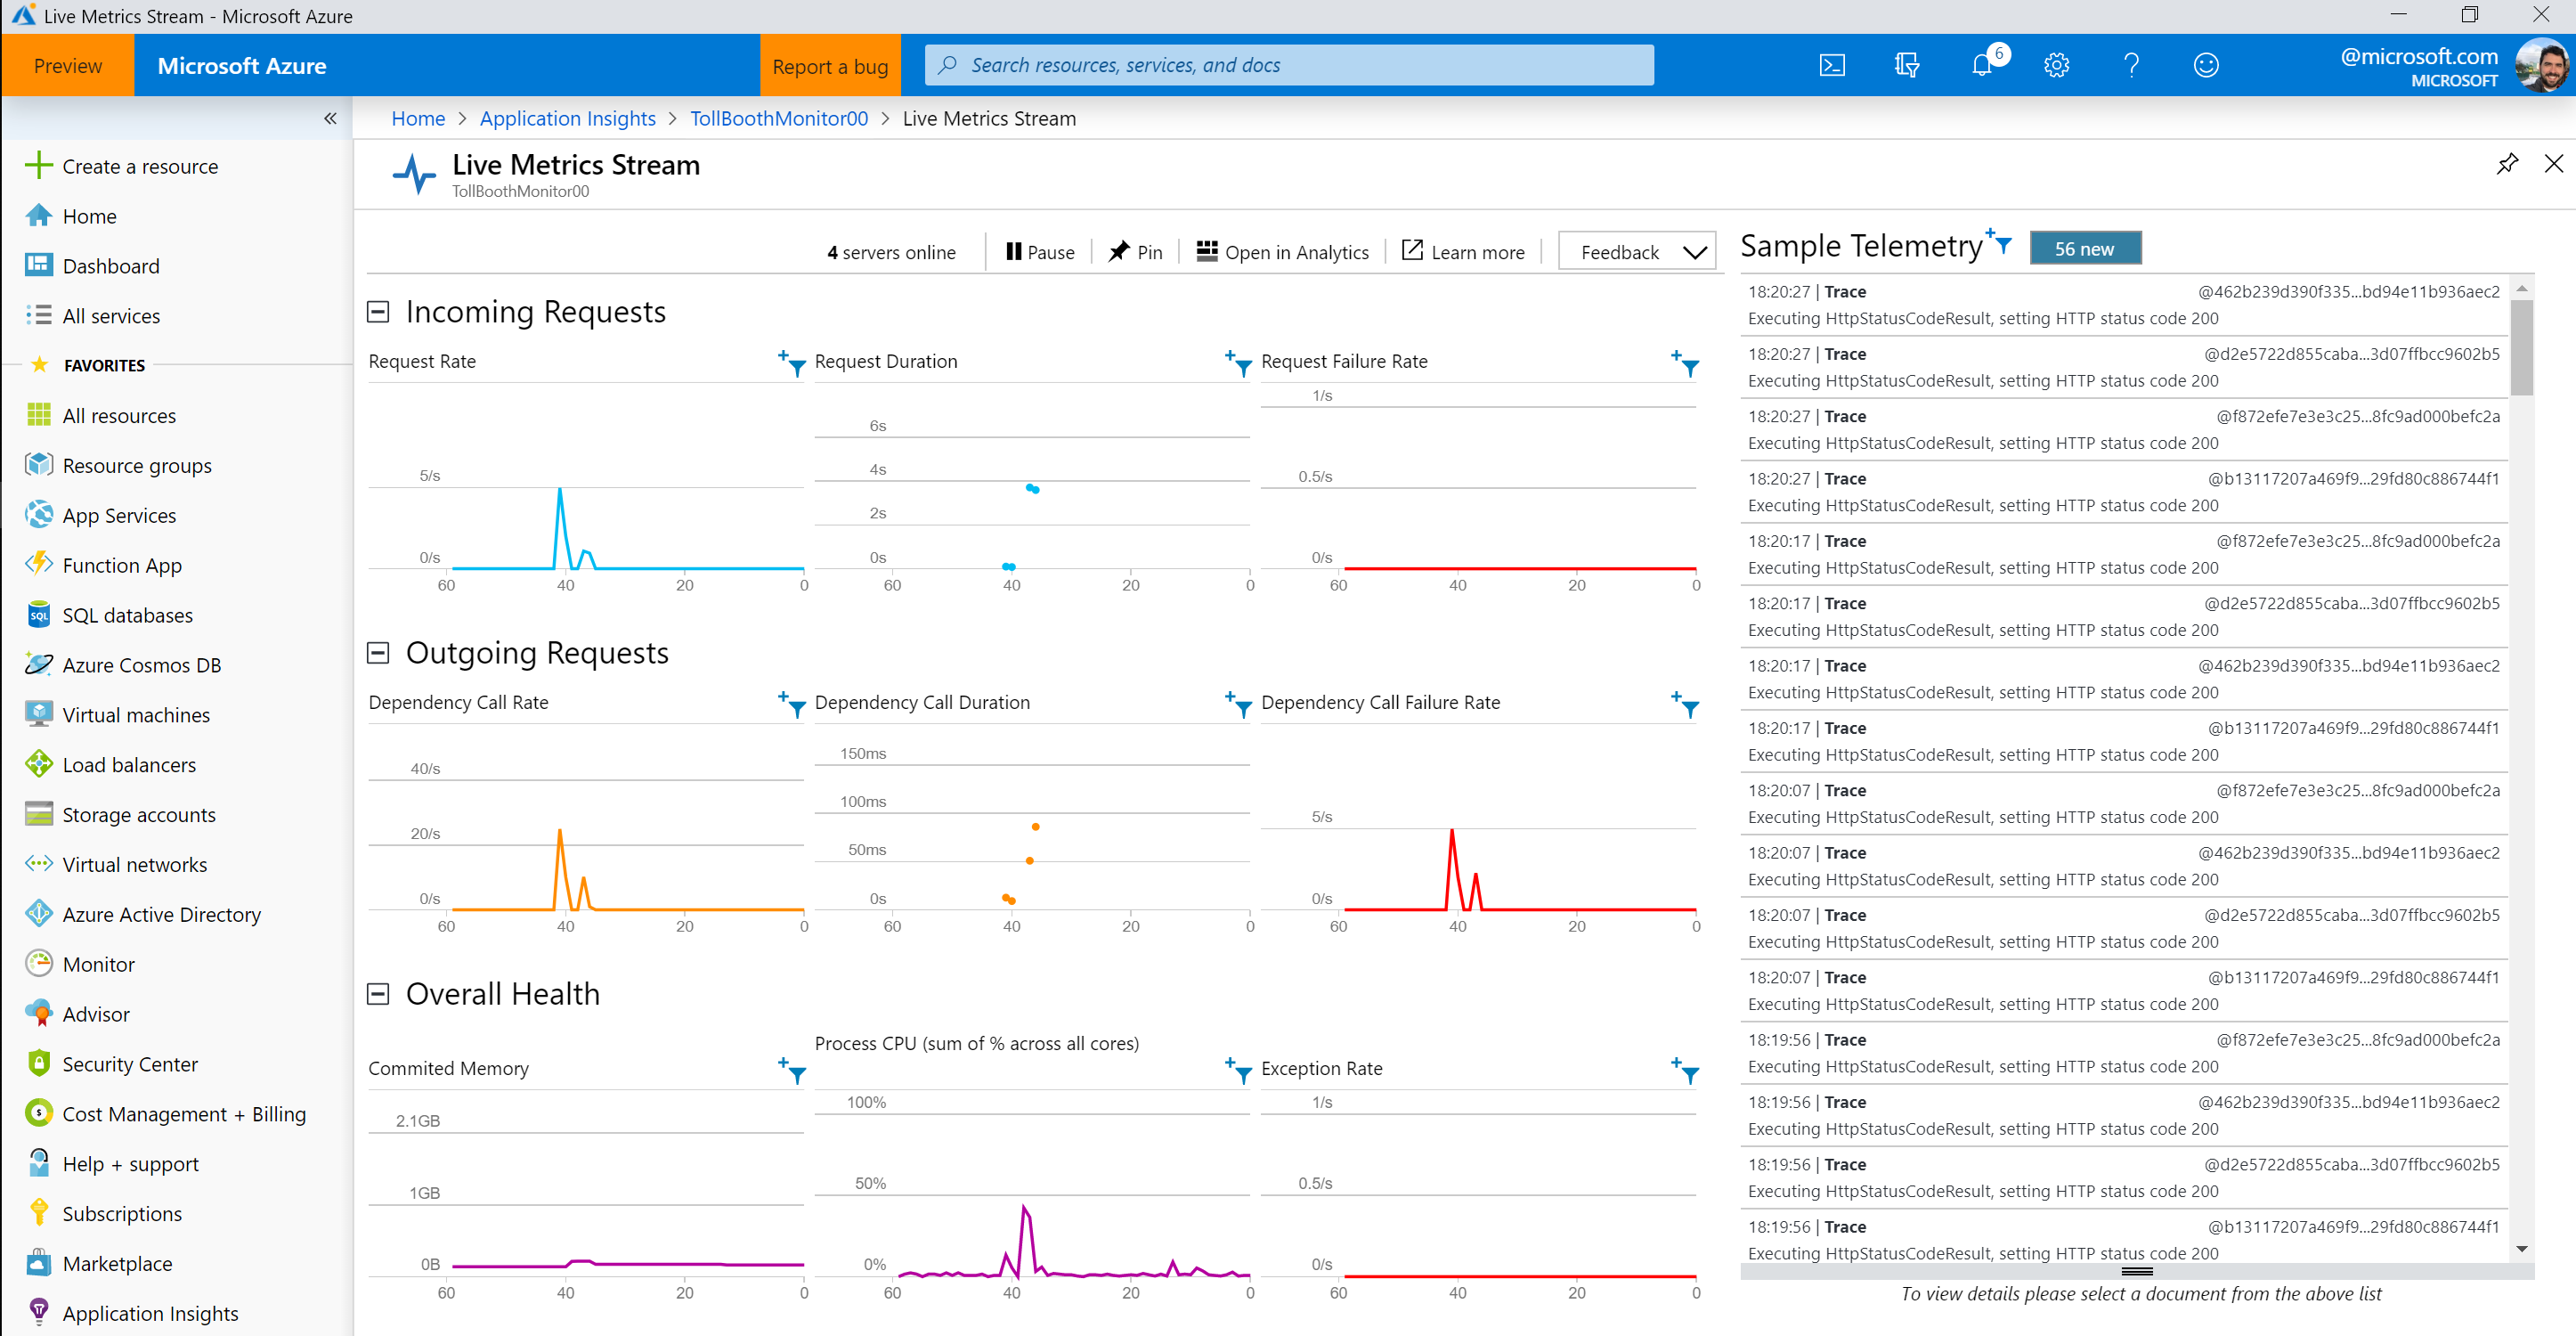 Live Metrics Stream - Microsoft Azure
Preview
Microsoft Azure
Report a bug
Search resources, services, and docs
6
@microsoft.com
MICROSOFT
«
Home > Application Insights > TollBoothMonitor00 > Live Metrics Stream
Create a resource
Home
Dashboard
All services
FAVORITES
All resources
Resource groups
App Services
Function App
SQL databases
Azure Cosmos DB
Virtual machines
Load balancers
Storage accounts
Virtual networks
Azure Active Directory
Monitor
Advisor
Security Center
Cost Management + Billing
Help + support
Subscriptions
Marketplace
Application Insights
Live Metrics Stream
TollBoothMonitor00
4 servers online
Pause
Pin
Open in Analytics
Learn more
Feedback
Incoming Requests
Request Rate
5/s
0/s
60 40 20 0
Request Duration
6s
4s
2s
0s
60 40 20 0
Request Failure Rate
1/s
0.5/s
0/s
60 40 20 0
Outgoing Requests
Dependency Call Rate
40/s
20/s
0/s
60 40 20 0
Dependency Call Duration
150ms
100ms
50ms
0s
60 40 20 0
Dependency Call Failure Rate
5/s
0/s
60 40 20 0
Overall Health
Commited Memory
2.1GB
1GB
0B
60 40 20 0
Process CPU (sum of % across all cores)
100%
50%
0%
60 40 20 0
Exception Rate
1/s
0.5/s
0/s
60 40 20 0
Sample Telemetry
56 new
18:20:27 | Trace @462b239d390f335...bd94e11b936aec2
Executing HttpStatusCodeResult, setting HTTP status code 200
18:20:27 | Trace @d2e5722d855caba...3d07ffbcc9602b5
Executing HttpStatusCodeResult, setting HTTP status code 200
18:20:27 | Trace @f872efe7e3e3c25...8fc9ad000befc2a
Executing HttpStatusCodeResult, setting HTTP status code 200
18:20:27 | Trace @b13117207a469f9...29fd80c886744f1
Executing HttpStatusCodeResult, setting HTTP status code 200
18:20:17 | Trace @f872efe7e3e3c25...8fc9ad000befc2a
Executing HttpStatusCodeResult, setting HTTP status code 200
18:20:17 | Trace @d2e5722d855caba...3d07ffbcc9602b5
Executing HttpStatusCodeResult, setting HTTP status code 200
18:20:17 | Trace @462b239d390f335...bd94e11b936aec2
Executing HttpStatusCodeResult, setting HTTP status code 200
18:20:17 | Trace @b13117207a469f9...29fd80c886744f1
Executing HttpStatusCodeResult, setting HTTP status code 200
18:20:07 | Trace @f872efe7e3e3c25...8fc9ad000befc2a
Executing HttpStatusCodeResult, setting HTTP status code 200
18:20:07 | Trace @462b239d390f335...bd94e11b936aec2
Executing HttpStatusCodeResult, setting HTTP status code 200
18:20:07 | Trace @d2e5722d855caba...3d07ffbcc9602b5
Executing HttpStatusCodeResult, setting HTTP status code 200
18:20:07 | Trace @b13117207a469f9...29fd80c886744f1
Executing HttpStatusCodeResult, setting HTTP status code 200
18:19:56 | Trace @f872efe7e3e3c25...8fc9ad000befc2a
Executing HttpStatusCodeResult, setting HTTP status code 200
18:19:56 | Trace @462b239d390f335...bd94e11b936aec2
Executing HttpStatusCodeResult, setting HTTP status code 200
18:19:56 | Trace @d2e5722d855caba...3d07ffbcc9602b5
Executing HttpStatusCodeResult, setting HTTP status code 200
18:19:56 | Trace @b13117207a469f9...29fd80c886744f1
Executing HttpStatusCodeResult, setting HTTP status code 200
To view details please select a document from the above list